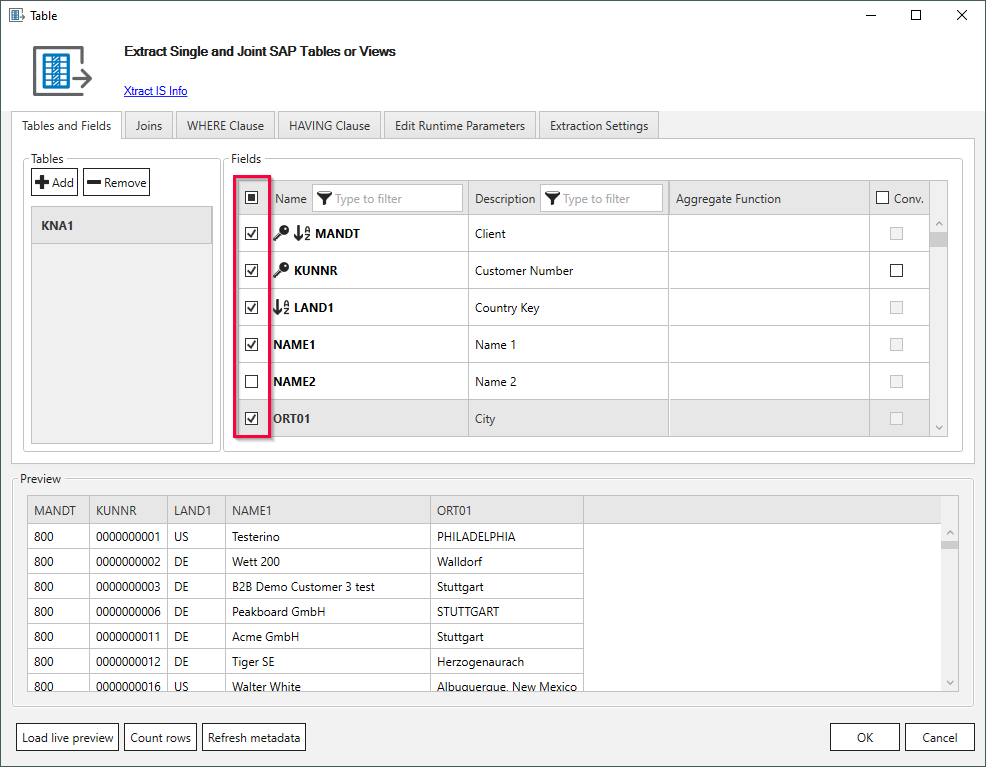 Table
Extract Single and Joint SAP Tables or Views
Xtract IS Info
Tables and Fields Joins WHERE Clause HAVING Clause Edit Runtime Parameters Extraction Settings
Tables
Add Remove
KNA1
Fields
Name Type to filter Description Type to filter Aggregate Function Conv.
MANDT Client
KUNNR Customer Number
LAND1 Country Key
NAME1 Name 1
NAME2 Name 2
ORT01 City
Preview
MANDT KUNNR LAND1 NAME1 ORT01
800 0000000001 US Testerino PHILADELPHIA
800 0000000002 DE Wett 200 Walldorf
800 0000000003 DE B2B Demo Customer 3 test Stuttgart
800 0000000006 DE Peakboard GmbH STUTTGART
800 0000000011 DE Acme GmbH Stuttgart
800 0000000012 DE Tiger SE Herzogenaurach
800 0000000016 US Walter White Albuquerque, New Mexico
Load live preview Count rows Refresh metadata OK Cancel